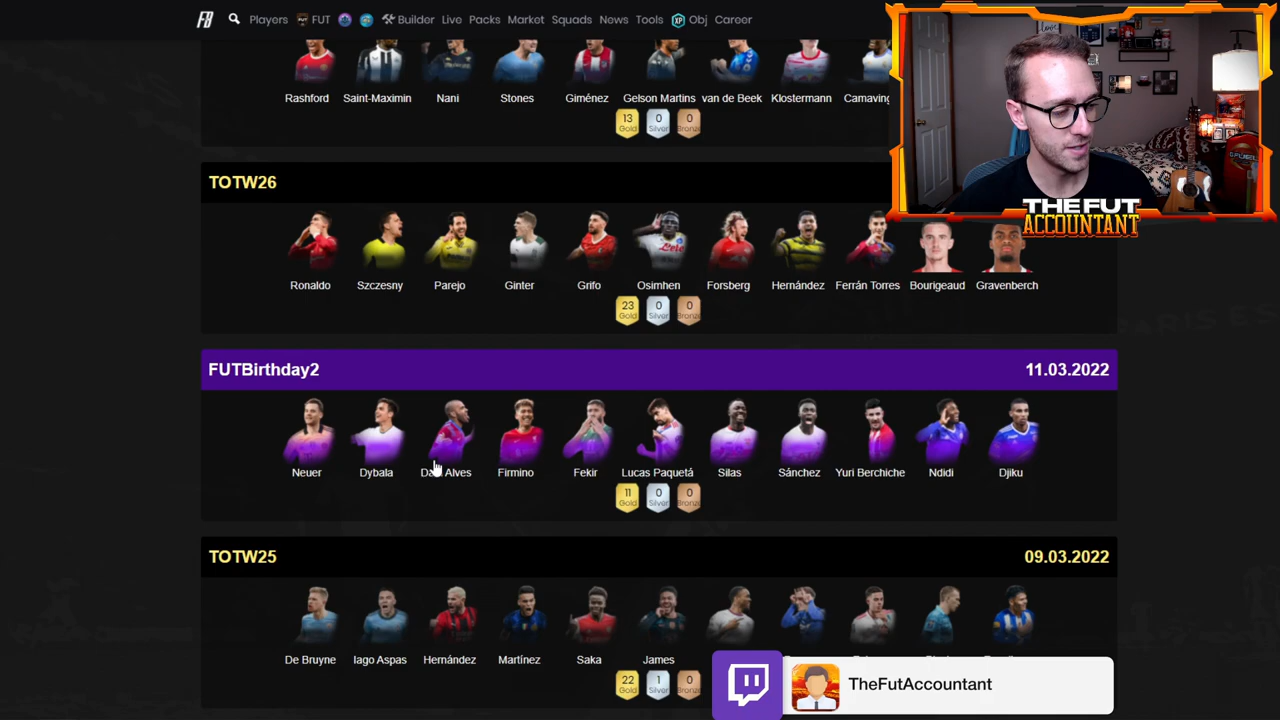 FB Players FUT Builder Live Packs Market Squads News Tools XP Obj Career
Rashford Saint-Maximin Nani Stones Giménez Gelson Martins van de Beek Klostermann
13 Gold 0 Silver 0 Bronze
THE FUT
ACCOUNTANT
TOTW26
Ronaldo Szczesny Parejo Ginter Grifo Osimhen Forsberg Hernández Ferrán Torres Bourigeaud Gravenberch
23 Gold 0 Silver 0 Bronze
FUTBirthday2 11.03.2022
Neuer Dybala Alves Firmino Fekir Lucas Paquetá Silas Sánchez Yuri Berchiche Ndidi Djiku
11 Gold 0 Silver 0 Bronze
TOTW25 09.03.2022
De Bruyne Iago Aspas Hernández Martínez Saka James
22 Gold 1 Silver 0 Bronze
TheFutAccountant